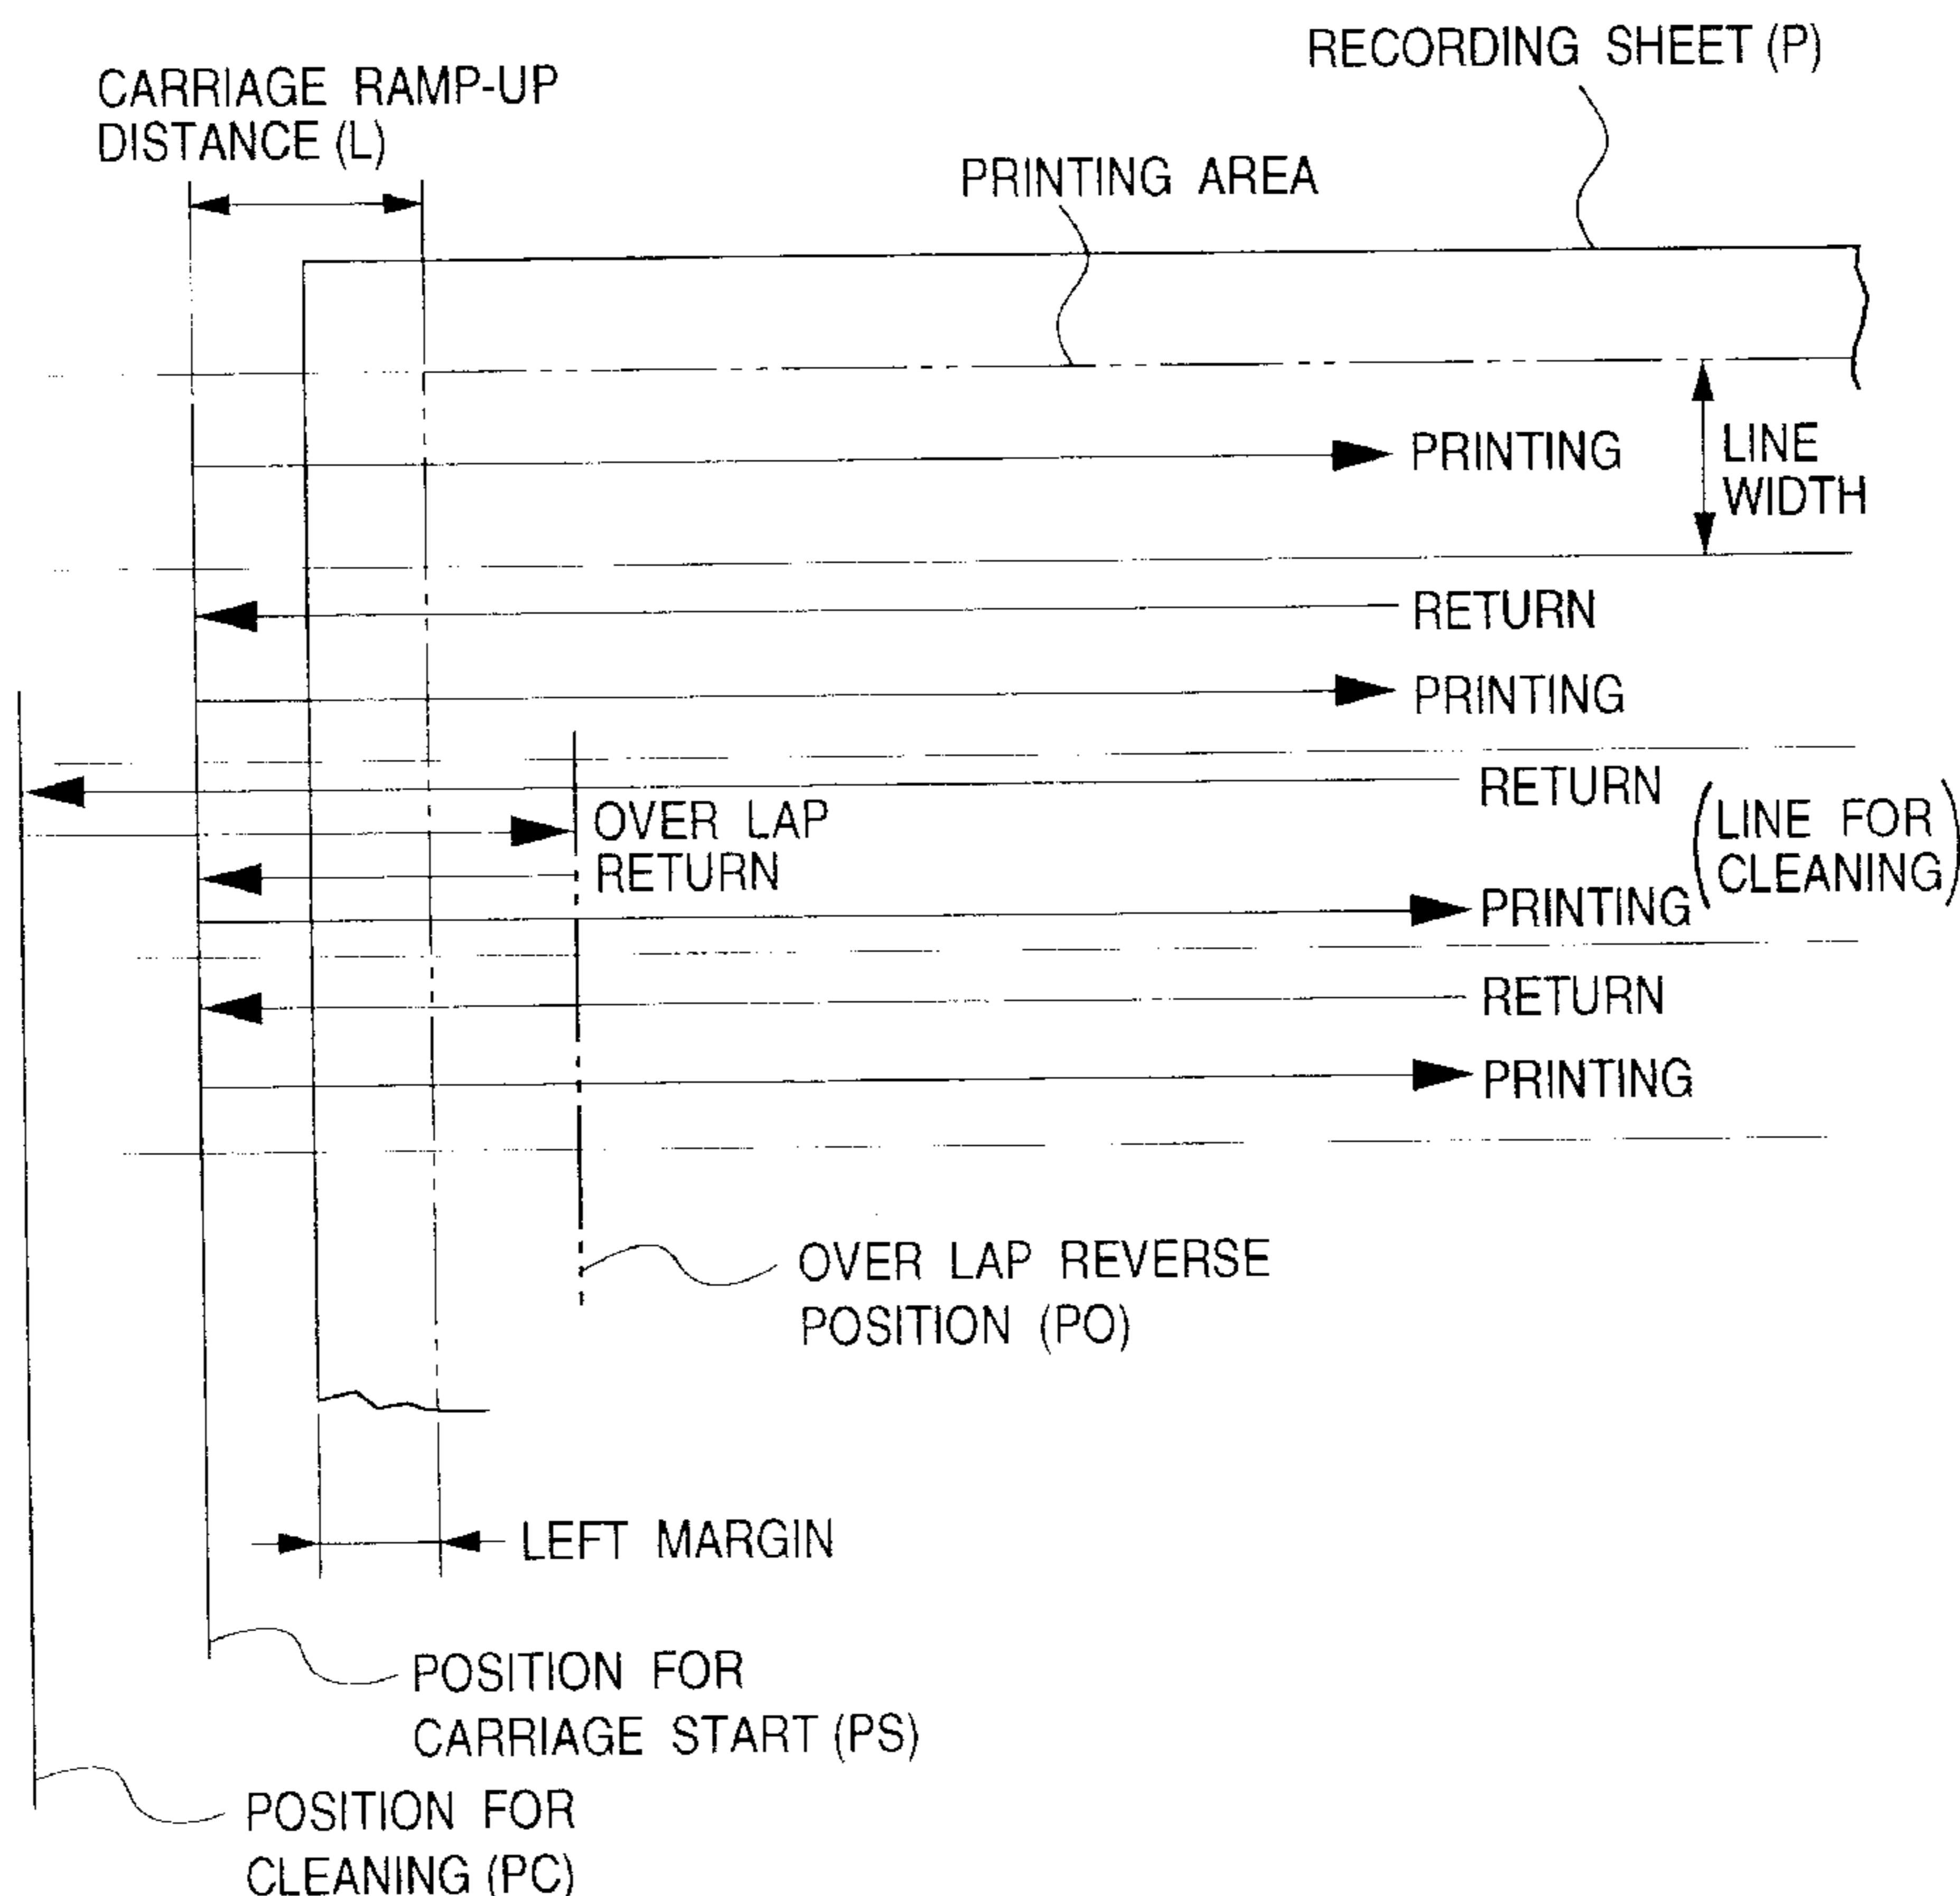 RECORDING SHEET (P)
CARRIAGE RAMP-UP
DISTANCE (L)
PRINTING AREA
PRINTING
LINE
WIDTH
RETURN
PRINTING
RETURN
OVER LAP
RETURN
(LINE FOR
CLEANING)
PRINTING
RETURN
PRINTING
OVER LAP REVERSE
POSITION (PO)
LEFT MARGIN
POSITION FOR
CARRIAGE START (PS)
POSITION FOR
CLEANING (PC)